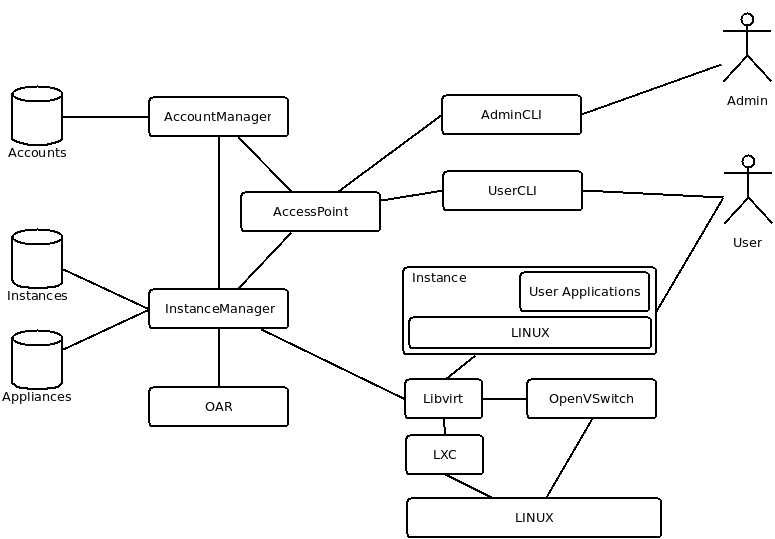 Admin
AccountManager
AdminCLI
Accounts
UserCLI
AccessPoint
User
Instance
User Applications
Instances
InstanceManager
LINUX
Appliances
OAR
Libvirt
OpenVSwitch
LXC
LINUX